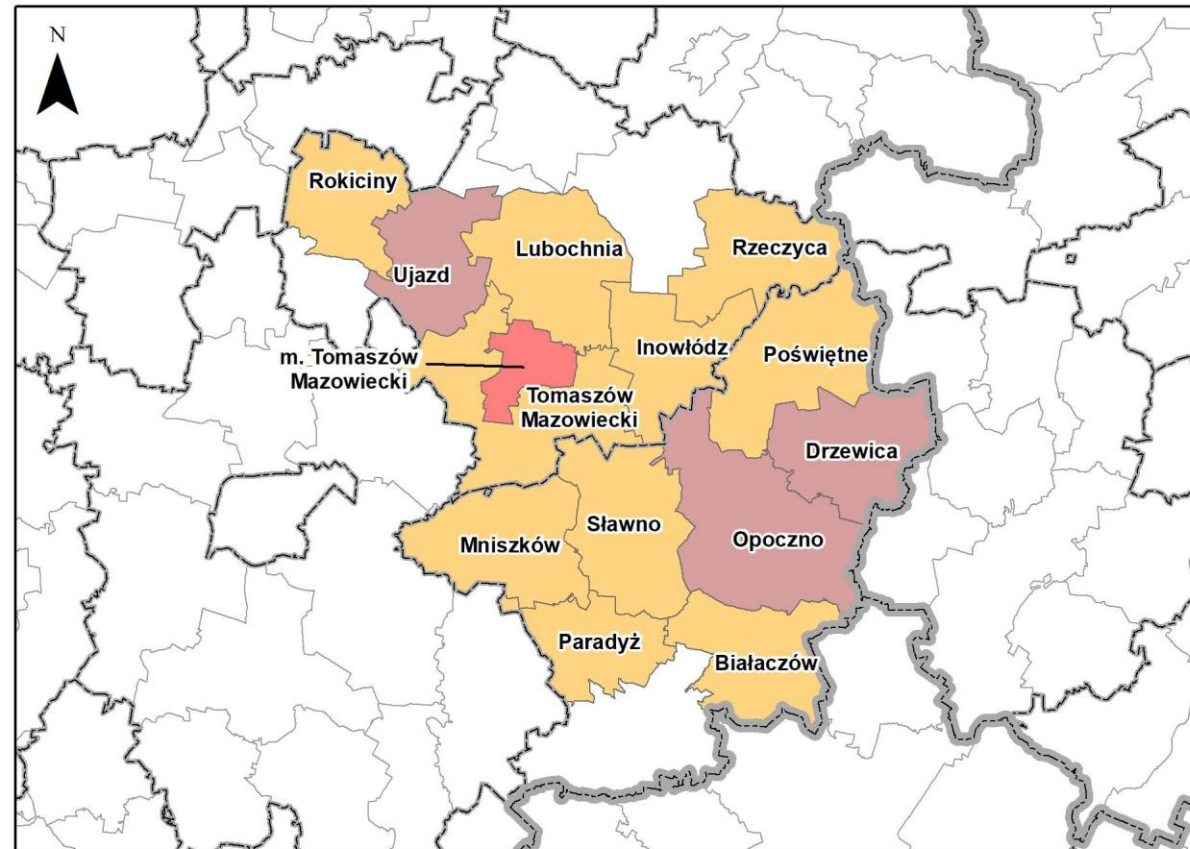 N
Rokiciny
Lubochnia
Rzeczyca
Ujazd
m. Tomaszów
Mazowiecki
Inowłódz
Poświętne
Tomaszów
Mazowiecki
Drzewica
Sławno
Opoczno
Mniszków
Paradyż
Białaczów